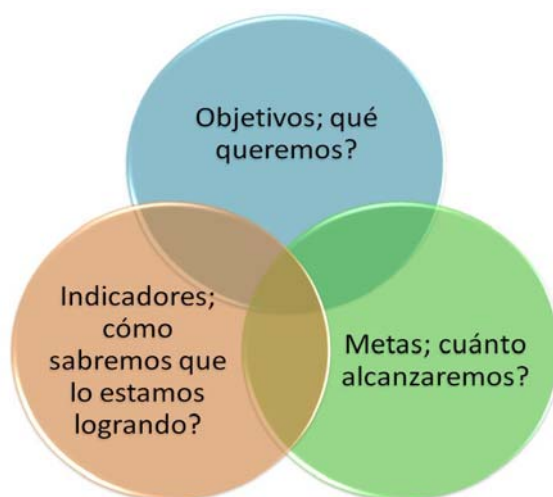 Objetivos; qué
queremos?
Indicadores;
cómo
sabremos que
lo estamos
logrando?
Metas; cuánto
alcanzaremos?